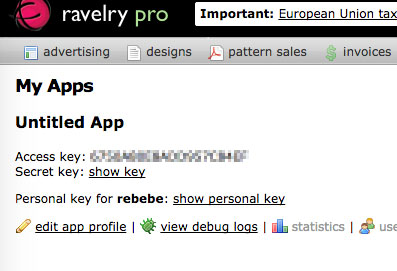 ravelry pro
Important: European Union tax
advertising designs pattern sales invoices
My Apps
Untitled App
Access key:
Secret key: show key
Personal key for rebebe: show personal key
edit app profile | view debug logs | statistics | use